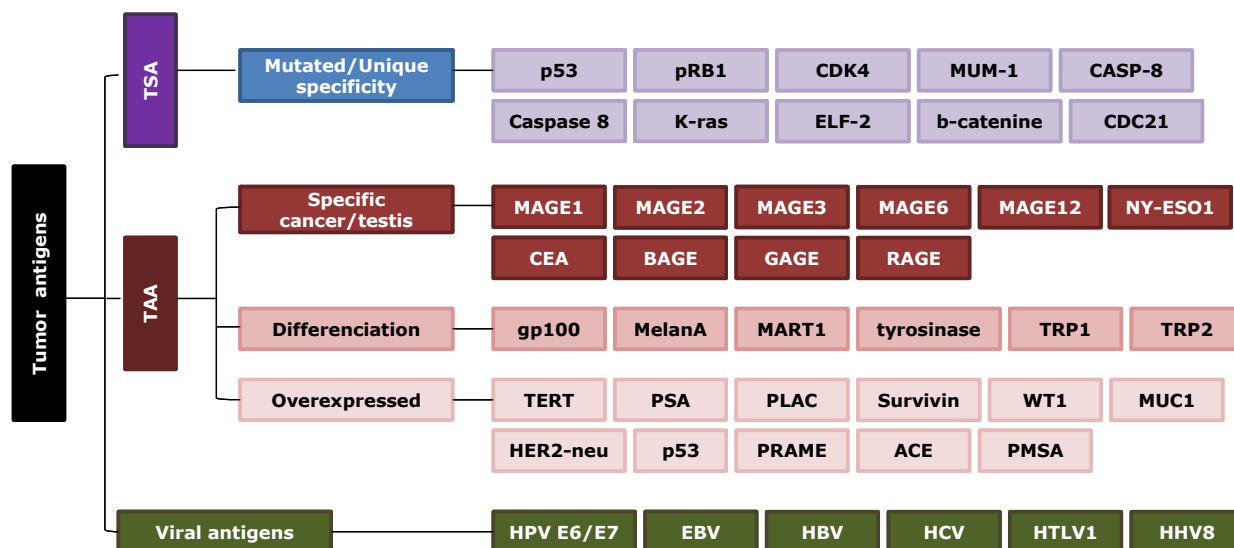 Tumor antigens
TSA
Mutated/Unique
specificity
p53
pRB1
CDK4
MUM-1
CASP-8
Caspase 8
K-ras
ELF-2
b-catenine
CDC21
TAA
Specific
cancer/testis
MAGE1
MAGE2
MAGE3
MAGE6
MAGE12
NY-ESO1
CEA
BAGE
GAGE
RAGE
Differenciation
gp100
MelanA
MART1
tyrosinase
TRP1
TRP2
Overexpressed
TERT
PSA
PLAC
Survivin
WT1
MUC1
HER2-neu
p53
PRAME
ACE
PMSA
Viral antigens
HPV E6/E7
EBV
HBV
HCV
HTLV1
HHV8